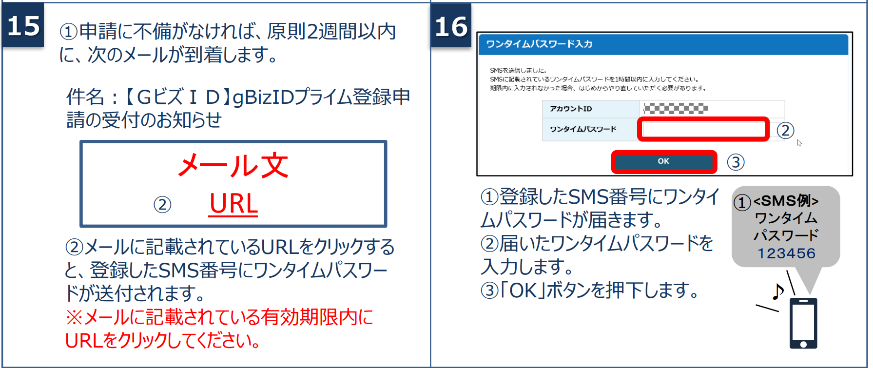 15
①申請に不備がなければ、原則2週間以内
に、次のメールが到着します。
件名：【GビズＩＤ】gBizIDプライム登録申
請の受付のお知らせ
メール文
② URL
②メールに記載されているURLをクリックする
と、登録したSMS番号にワンタイムパスワー
ドが送付されます。
※メールに記載されている有効期限内に
URLをクリックしてください。
16
ワンタイムパスワード入力
SMSを送信しました。
SMSに記載されているワンタイムパスワードを1時間以内に入力してください。
期限内に入力されなかった場合、はじめからやり直していただく必要があります。
アカウントID
ワンタイムパスワード
②
OK
③
①登録したSMS番号にワンタイ
ムパスワードが届きます。
②届いたワンタイムパスワードを
入力します。
③「OK」ボタンを押下します。
①<SMS例>
ワンタイム
パスワード
123456